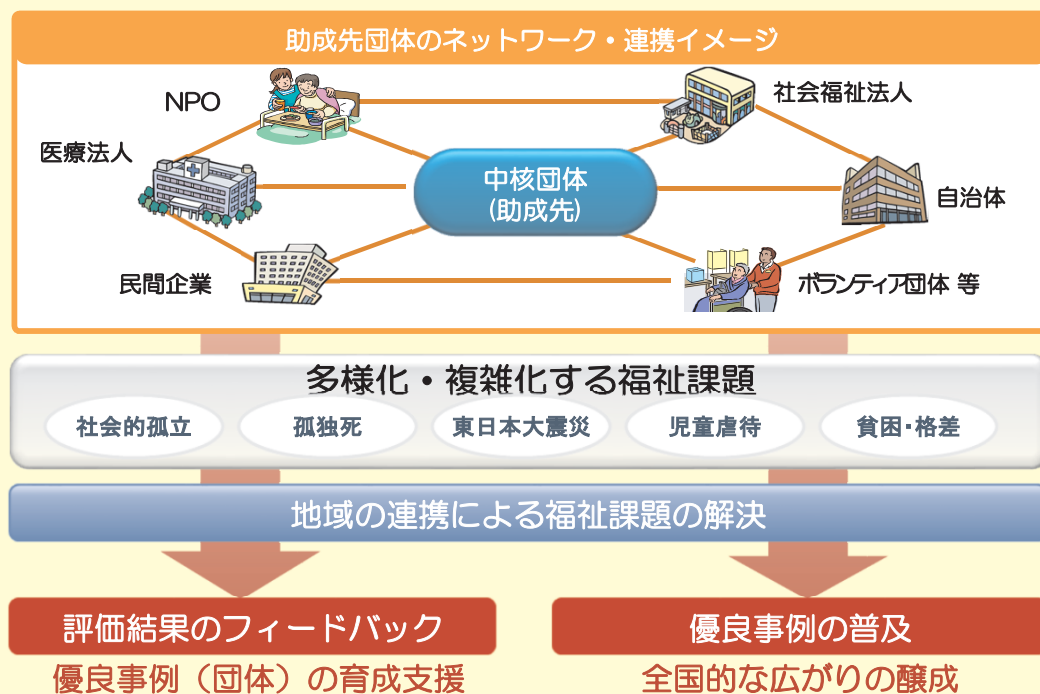 助成先団体のネットワーク・連携イメージ
NPO
社会福祉法人
医療法人
中核団体
(助成先)
自治体
民間企業
ボランティア団体 等
多様化・複雑化する福祉課題
社会的孤立
孤独死
東日本大震災
児童虐待
貧困・格差
地域の連携による福祉課題の解決
評価結果のフィードバック
優良事例の普及
優良事例（団体）の育成支援
全国的な広がりの醸成